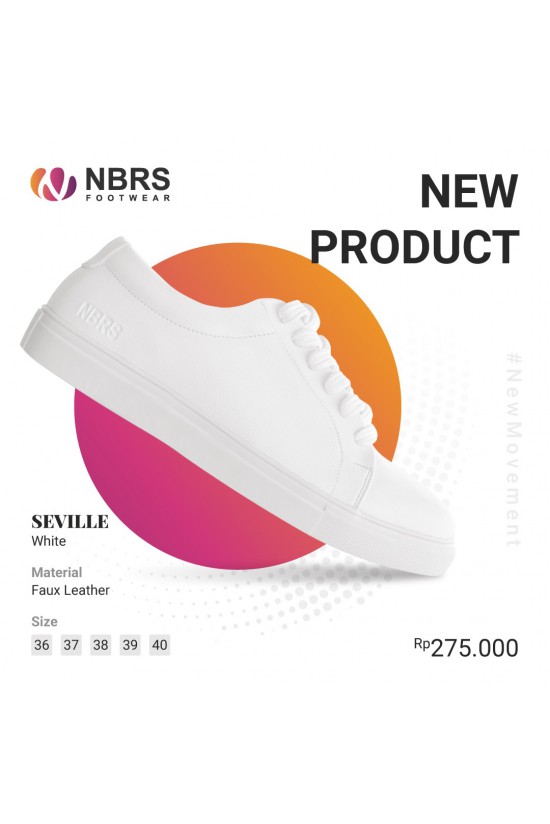 NBRS
FOOTWEAR
NEW
PRODUCT
NBRS
#NewMovement
SEVILLE
White
Material
Faux Leather
Size
36 37 38 39 40
Rp275.000